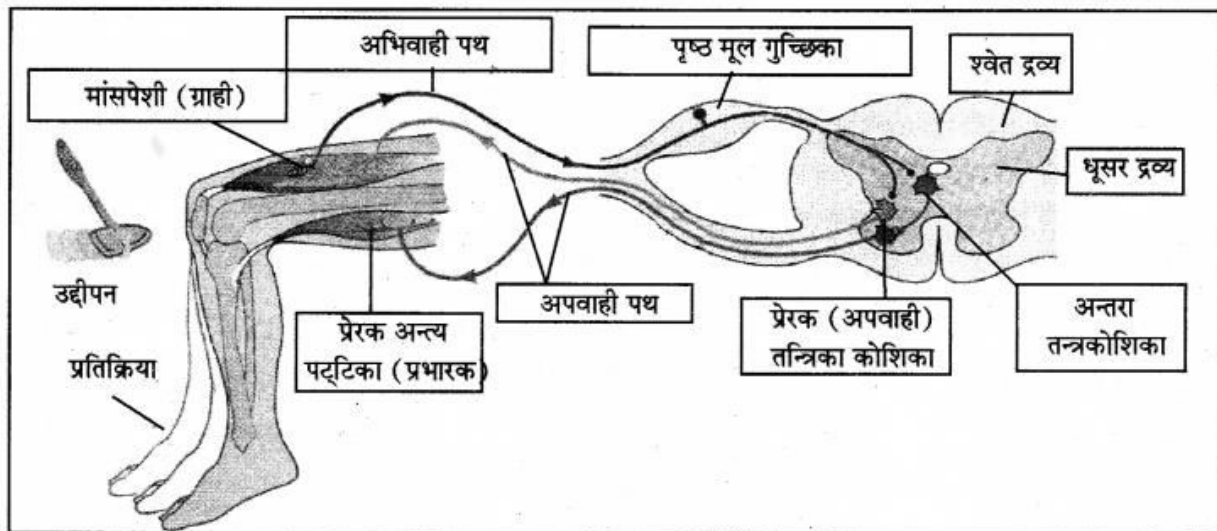 अभिवाही पथ
मांसपेशी (ग्राही)
पृष्ठ मूल गुच्छिका
श्वेत द्रव्य
धूसर द्रव्य
उद्दीपन
प्रतिक्रिया
प्रेरक अन्त्य
पट्टिका (प्रभारक)
अपवाही पथ
प्रेरक (अपवाही)
तन्त्रिका कोशिका
अन्तरा
तन्त्रकोशिका